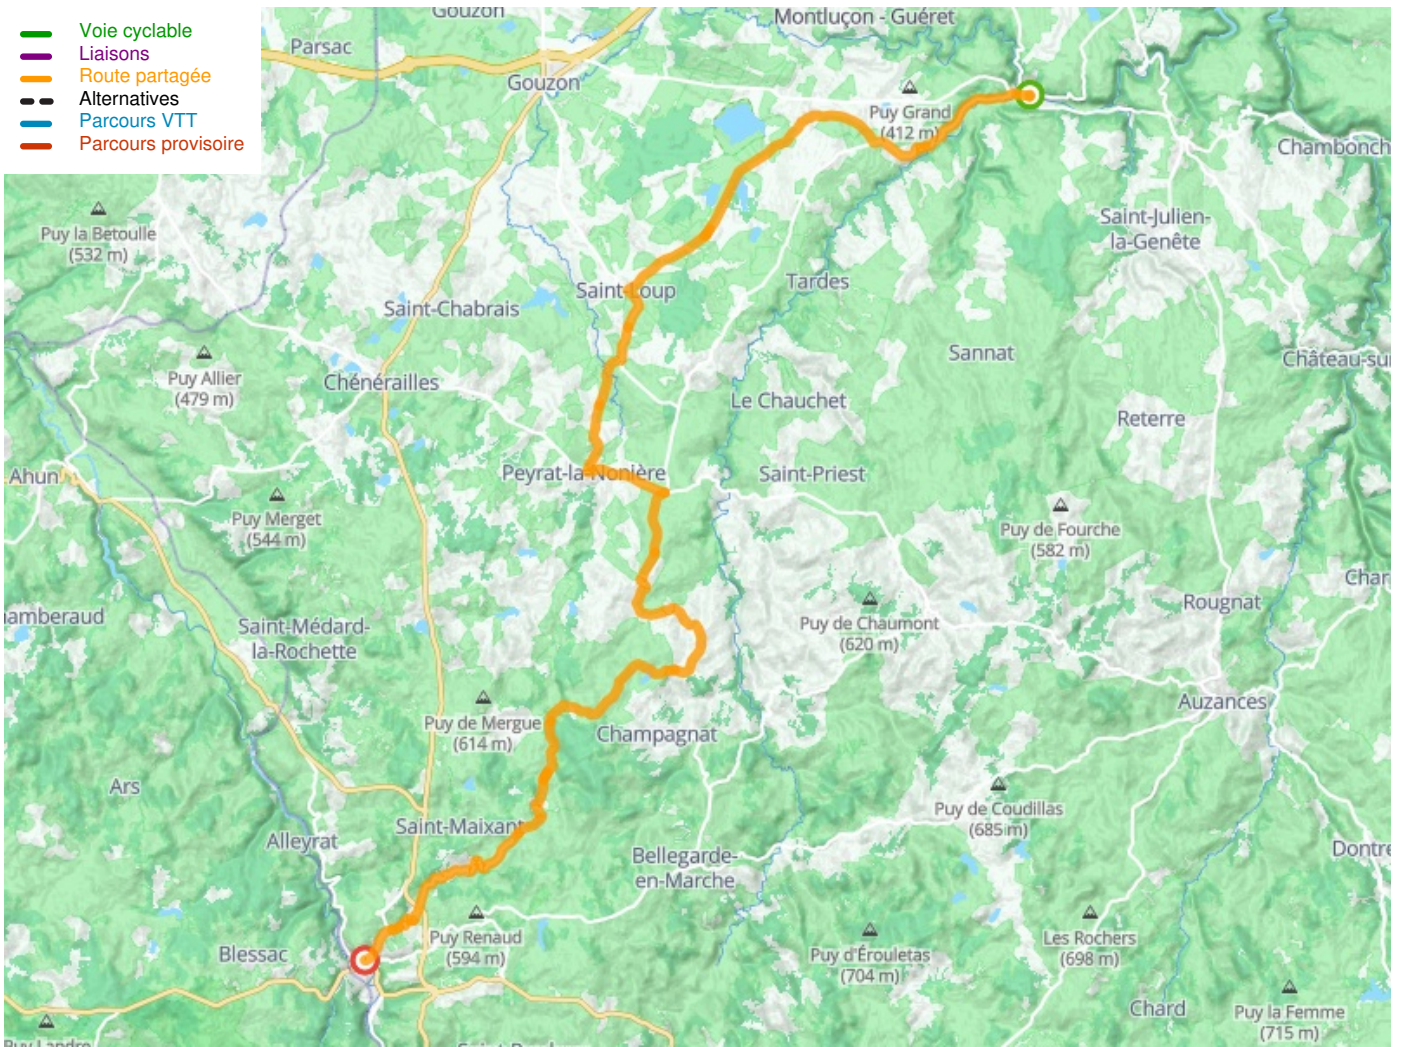 Voie cyclable
Liaisons
Route partagée
Alternatives
Parcours VTT
Parcours provisoire
Gouzon
Montluçon - Guéret
Parsac
Gouzon
Puy Grand
(412 m)
Chambonch
Puy la Betoulle
(532 m)
Saint-Julien-
la-Genête
Saint-Loup
Tardes
Saint-Chabrais
Sannat
Château-sur
Puy Allier
(479 m)
Chénérailles
Le Chauchet
Reterre
Ahun
Peyrat-la-Nonière
Saint-Priest
Puy Merget
(544 m)
Puy de Fourche
(582 m)
Char
amberaud
Saint-Médard-
la-Rochette
Puy de Chaumont
(620 m)
Rougnat
Auzances
Puy de Mergue
(614 m)
Champagnat
Ars
Puy de Coudillas
(685 m)
Saint-Maixant
Alleyrat
Bellegarde-
en-Marche
Dontre
Blessac
Puy Renaud
(594 m)
Puy d'Érouletas
(704 m)
Les Rochers
(698 m)
Chard
Puy la Femme
(715 m)
Puy Landre